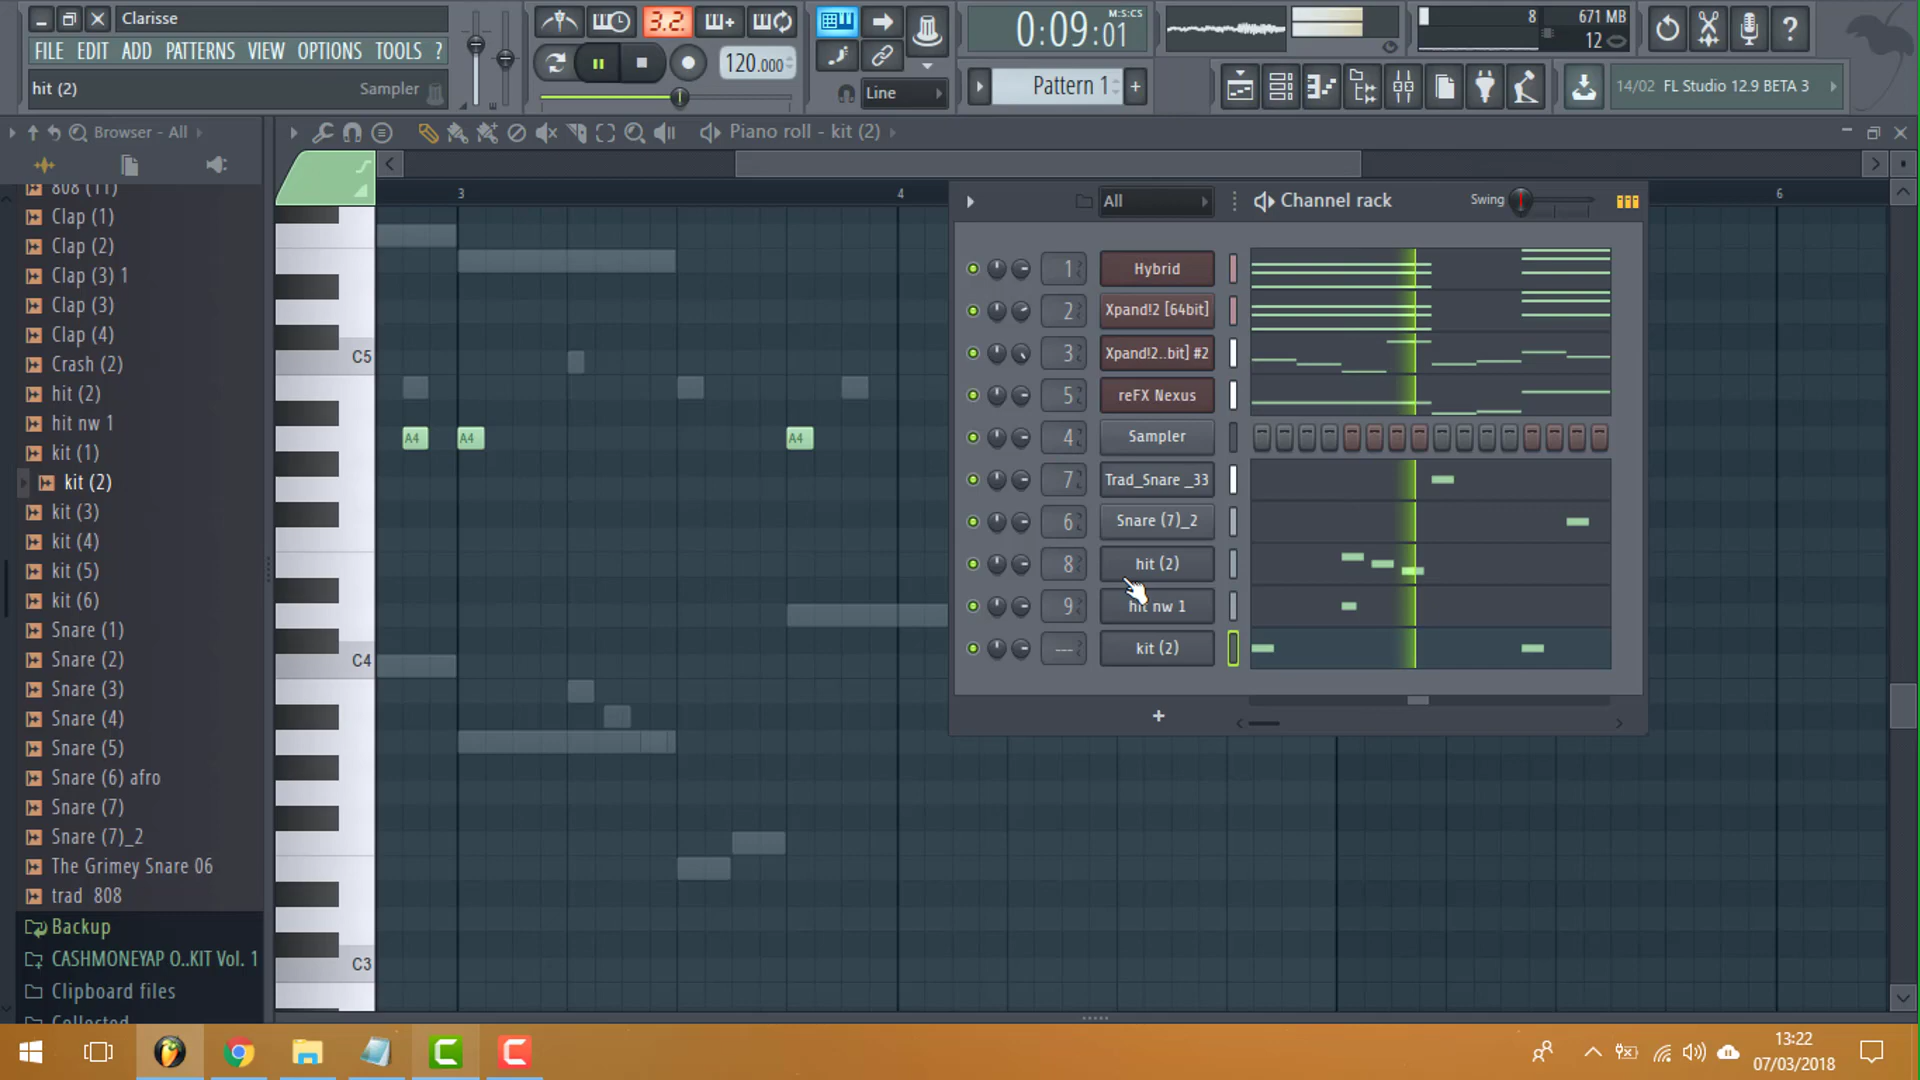 Clarisse
FILE EDIT ADD PATTERNS VIEW OPTIONS TOOLS ?
hit (2) Sampler
3.2
120.000
Line
0:09:01
M:S:CS
Pattern 1
8
671 MB
12
14/02 FL Studio 12.9 BETA 3
Browser - All
Piano roll - kit (2)
808 (11)
Clap (1)
Clap (2)
Clap (3) 1
Clap (3)
Clap (4)
Crash (2)
hit (2)
hit nw 1
kit (1)
kit (2)
kit (3)
kit (4)
kit (5)
kit (6)
Snare (1)
Snare (2)
Snare (3)
Snare (4)
Snare (5)
Snare (6) afro
Snare (7)
Snare (7)_2
The Grimey Snare 06
trad 808
Backup
CASHMONEYAP O..KIT Vol. 1
Clipboard files
Collected
3 4 6
C5
A4 A4 A4
C4
C3
All Channel rack Swing
1 Hybrid
2 Xpand!2 [64bit]
3 Xpand!2..bit] #2
5 reFX Nexus
4 Sampler
7 Trad_Snare _33
6 Snare (7)_2
8 hit (2)
9 hit nw 1
--- kit (2)
+
13:22
07/03/2018